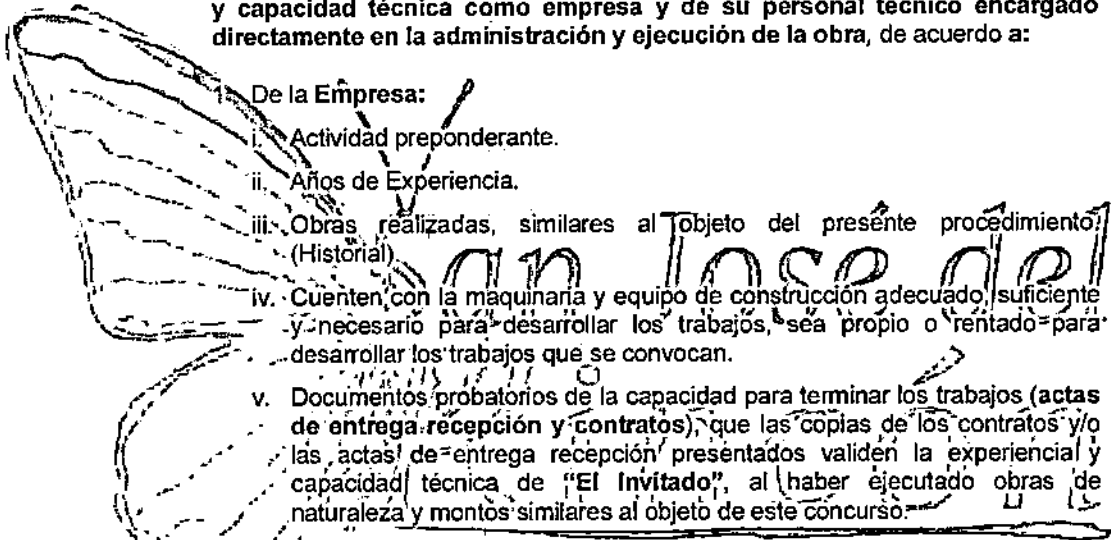 y capacidad técnica como empresa y de su personal técnico encargado
directamente en la administración y ejecución de la obra, de acuerdo a:
De la Empresa:
i. Actividad preponderante.
ii. Años de Experiencia.
iii. Obras realizadas, similares al objeto del presente procedimiento.
(Historial).
an Jose del
iv. Cuenten con la maquinaria y equipo de construcción adecuado, suficiente
y necesario para desarrollar los trabajos, sea propio o rentado para
desarrollar los trabajos que se convocan.
v. Documentos probatorios de la capacidad para terminar los trabajos (actas
de entrega recepción y contratos), que las copias de los contratos y/o
las actas de entrega recepción presentados validen la experiencia y
capacidad técnica de "El Invitado", al haber ejecutado obras de
naturaleza y montos similares al objeto de este concurso.